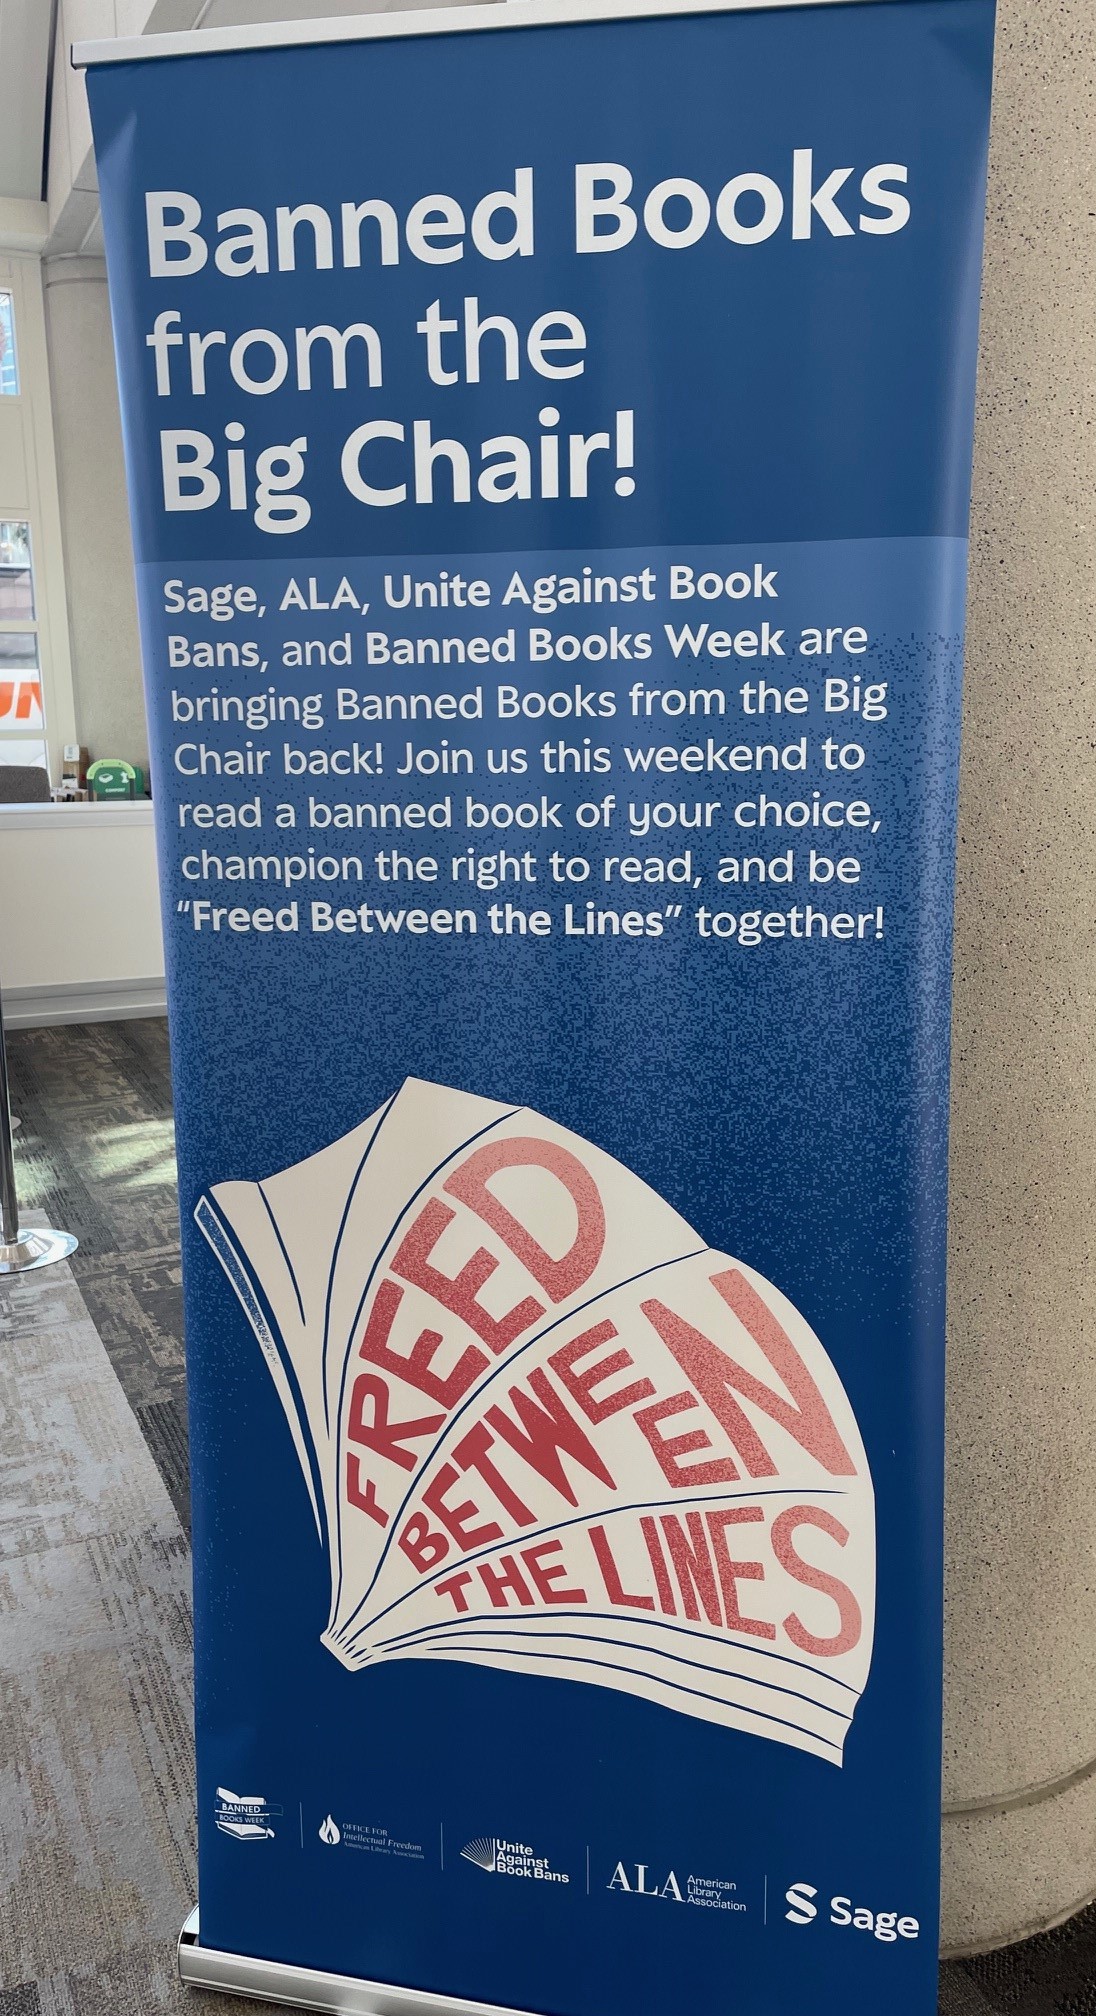 Banned Books
from the
Big Chair!
Sage, ALA, Unite Against Book
Bans, and Banned Books Week are
bringing Banned Books from the Big
Chair back! Join us this weekend to
read a banned book of your choice,
champion the right to read, and be
“Freed Between the Lines” together!
FREED
BETWEEN
THE LINES
BANNED
BOOKS WEEK
OFFICE FOR
Intellectual Freedom
American Library Association
Unite
Against
Book Bans
ALA American
Library
Association
Sage